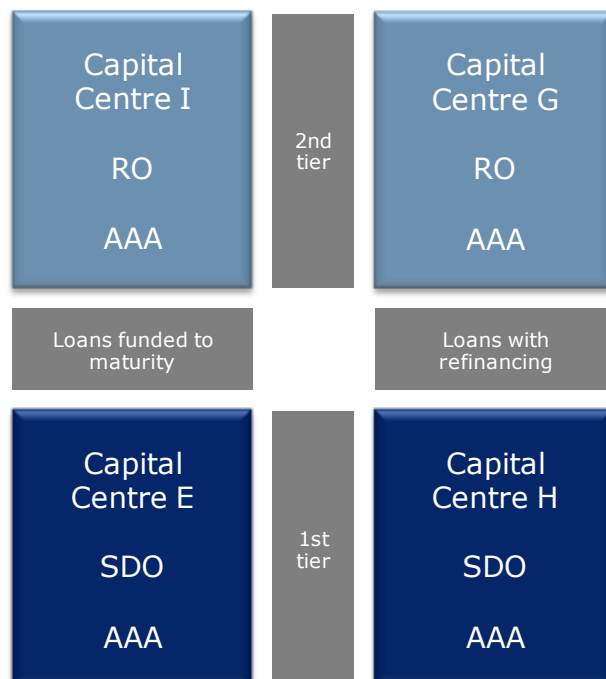 Capital
Centre I
RO
AAA
2nd
tier
Capital
Centre G
RO
AAA
Loans funded to
maturity
Loans with
refinancing
Capital
Centre E
SDO
AAA
1st
tier
Capital
Centre H
SDO
AAA